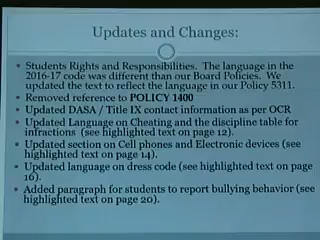 Updates and Changes:
• Students Rights and Responsibilities. The language in the
2016-17 code was different than our Board Policies. We
updated the text to reflect the language in our Policy 5311.
• Removed reference to POLICY 1400
• Updated DASA / Title IX contact information as per OCR
• Updated Language on Cheating and the discipline table for
infractions (see highlighted text on page 12).
• Updated section on Cell phones and Electronic devices (see
highlighted text on page 14).
• Updated language on dress code (see highlighted text on page
16).
• Added paragraph for students to report bullying behavior (see
highlighted text on page 20).